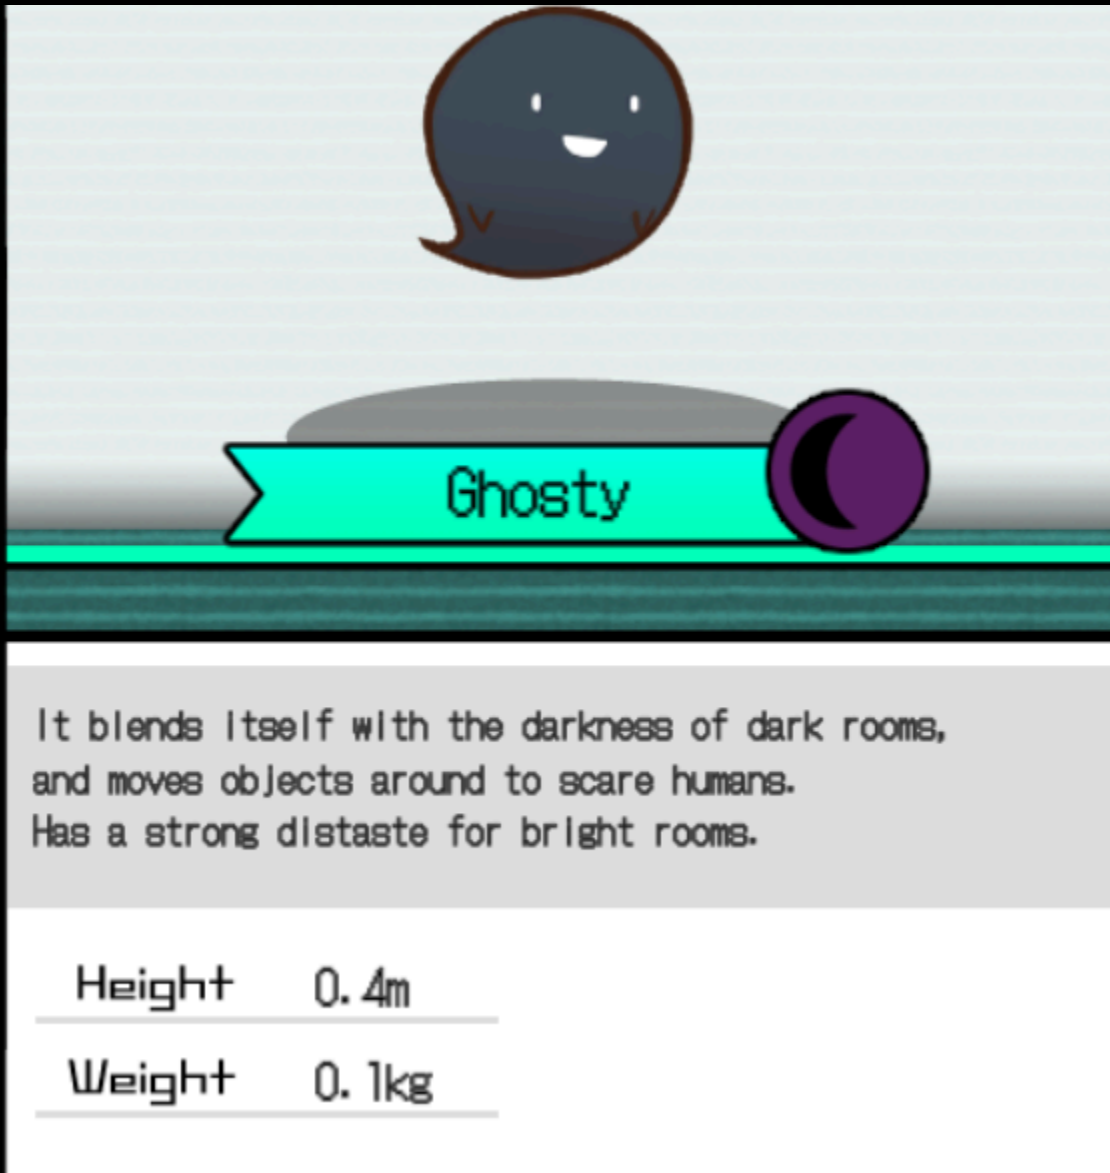 Ghosty
It blends itself with the darkness of dark rooms,
and moves objects around to scare humans.
Has a strong distaste for bright rooms.
Height 0.4m
Weight 0.1kg